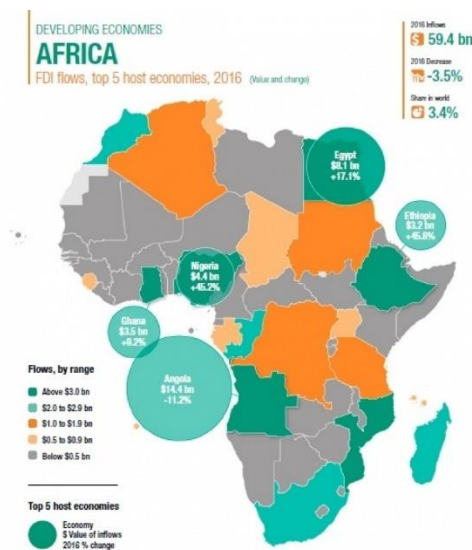 DEVELOPING ECONOMIES
AFRICA
FDI flows, top 5 host economies, 2016 (Value and change)
2016 Inflows
$ 59.4 bn
2016 Decrease
-3.5%
Share in world
3.4%
Egypt
$8.1 bn
+17.1%
Ethiopia
$3.2 bn
+45.8%
Nigeria
$4.4 bn
+45.2%
Ghana
$3.5 bn
+9.2%
Angola
$14.4 bn
-11.2%
Flows, by range
Above $3.0 bn
$2.0 to $2.9 bn
$1.0 to $1.9 bn
$0.5 to $0.9 bn
Below $0.5 bn
Top 5 host economies
Economy
$ Value of inflows
2016 % change